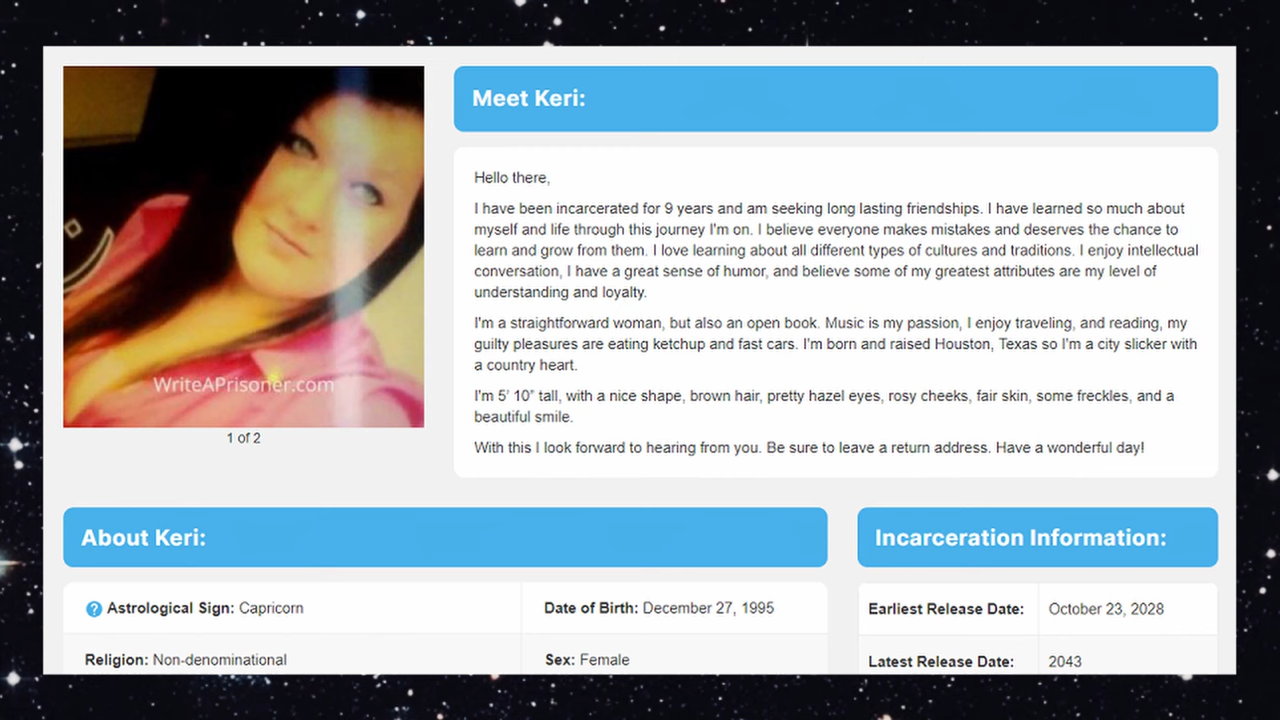 Meet Keri:
Hello there,
I have been incarcerated for 9 years and am seeking long lasting friendships. I have learned so much about
myself and life through this journey I'm on. I believe everyone makes mistakes and deserves the chance to
learn and grow from them. I love learning about all different types of cultures and traditions. I enjoy intellectual
conversation, I have a great sense of humor, and believe some of my greatest attributes are my level of
understanding and loyalty.
I'm a straightforward woman, but also an open book. Music is my passion, I enjoy traveling, and reading, my
guilty pleasures are eating ketchup and fast cars. I'm born and raised Houston, Texas so I'm a city slicker with
a country heart.
I'm 5' 10" tall, with a nice shape, brown hair, pretty hazel eyes, rosy cheeks, fair skin, some freckles, and a
beautiful smile.
With this I look forward to hearing from you. Be sure to leave a return address. Have a wonderful day!
WriteAPrisoner.com
1 of 2
About Keri:
? Astrological Sign: Capricorn
Date of Birth: December 27, 1995
Religion: Non-denominational
Sex: Female
Incarceration Information:
Earliest Release Date: October 23, 2028
Latest Release Date: 2043